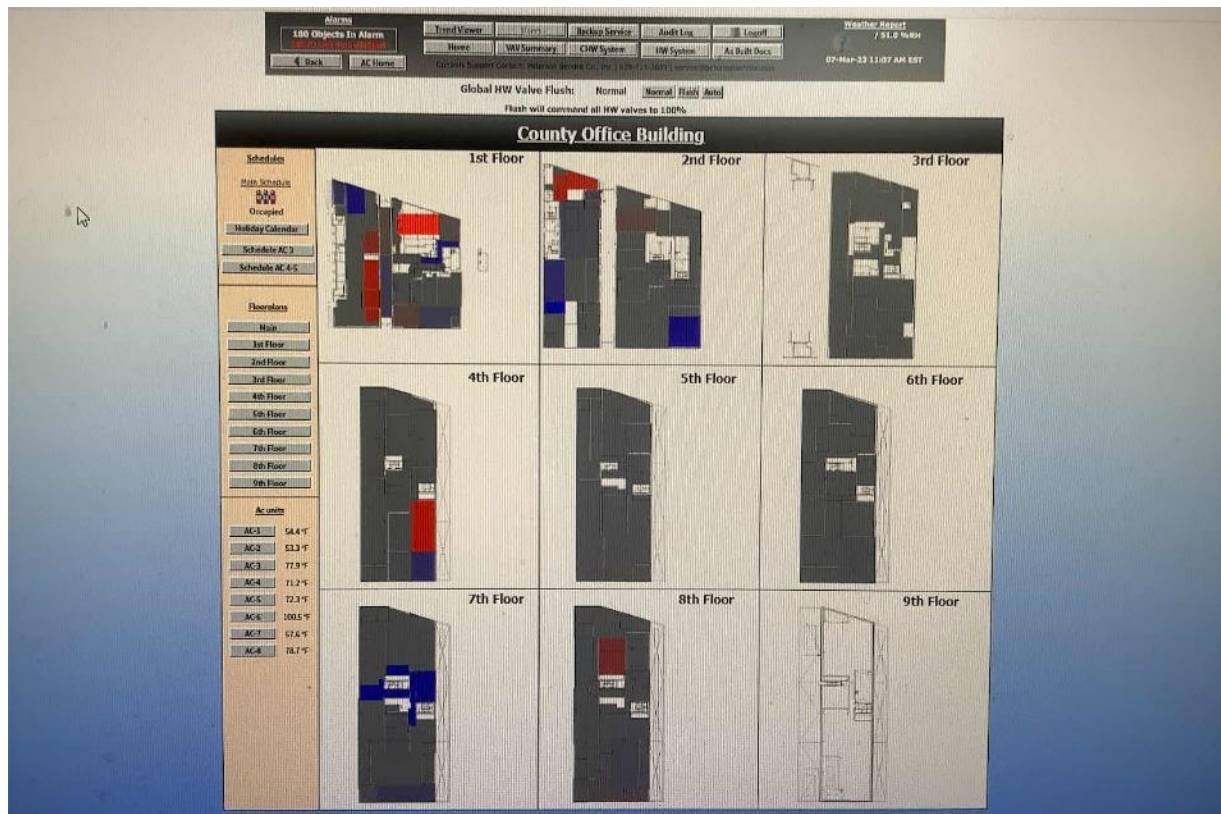 Alarms
180 Objects In Alarm
Back
AC Home
Trend Viewer
Users
Backup Service
Audit Log
Logoff
Home
VAV Summary
CHW System
HW System
As Built Docs
Weather Report
/ 51.0 %RH
07-Mar-23 11:07 AM EST
Global HW Valve Flush: Normal Normal Flush Auto
Flush will command all HW valves to 100%
County Office Building
Schedules
Main Schedule
Occupied
Holiday Calendar
Schedule AC 3
Schedule AC 4-5
Floorplans
Main
1st Floor
2nd Floor
3rd Floor
4th Floor
5th Floor
6th Floor
7th Floor
8th Floor
9th Floor
Ac units
AC-1 54.4 °F
AC-2 53.3 °F
AC-3 77.9 °F
AC-4 71.2 °F
AC-5 72.3 °F
AC-6 100.5 °F
AC-7 67.6 °F
AC-8 78.7 °F
1st Floor
2nd Floor
3rd Floor
4th Floor
5th Floor
6th Floor
7th Floor
8th Floor
9th Floor